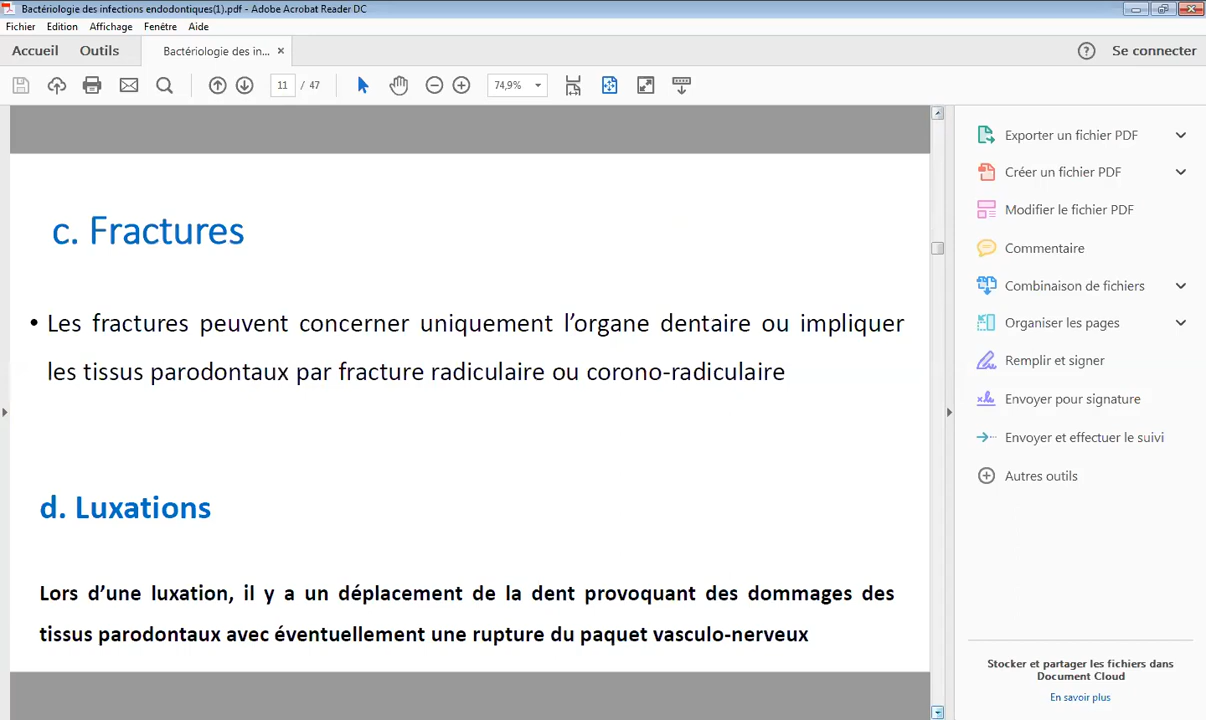 Bactériologie des infections endodontiques(1).pdf - Adobe Acrobat Reader DC
Fichier Edition Affichage Fenêtre Aide
Accueil Outils Bactériologie des in... × ? Se connecter
11 / 47 74,9%
c. Fractures
• Les fractures peuvent concerner uniquement l’organe dentaire ou impliquer
les tissus parodontaux par fracture radiculaire ou corono-radiculaire
d. Luxations
Lors d’une luxation, il y a un déplacement de la dent provoquant des dommages des
tissus parodontaux avec éventuellement une rupture du paquet vasculo-nerveux
Exporter un fichier PDF
Créer un fichier PDF
Modifier le fichier PDF
Commentaire
Combinaison de fichiers
Organiser les pages
Remplir et signer
Envoyer pour signature
Envoyer et effectuer le suivi
Autres outils
Stocker et partager les fichiers dans
Document Cloud
En savoir plus